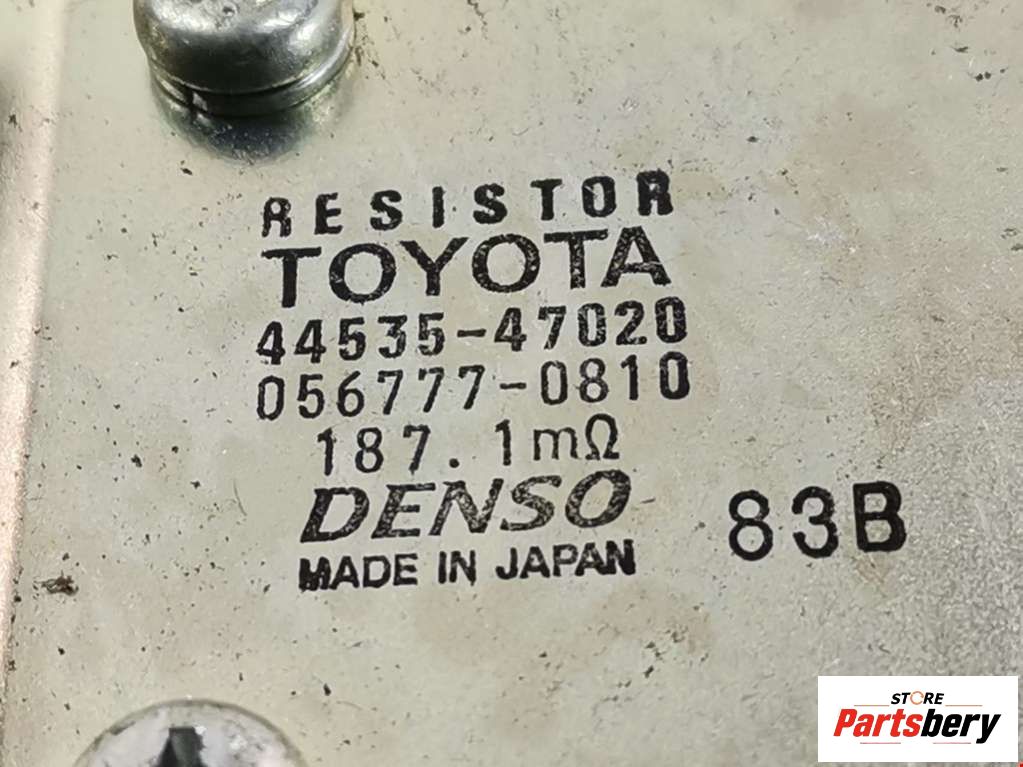 RESISTOR
TOYOTA
44535-47020
056777-0810
187.1mΩ
DENSO
MADE IN JAPAN
83B
STORE
Partsbery